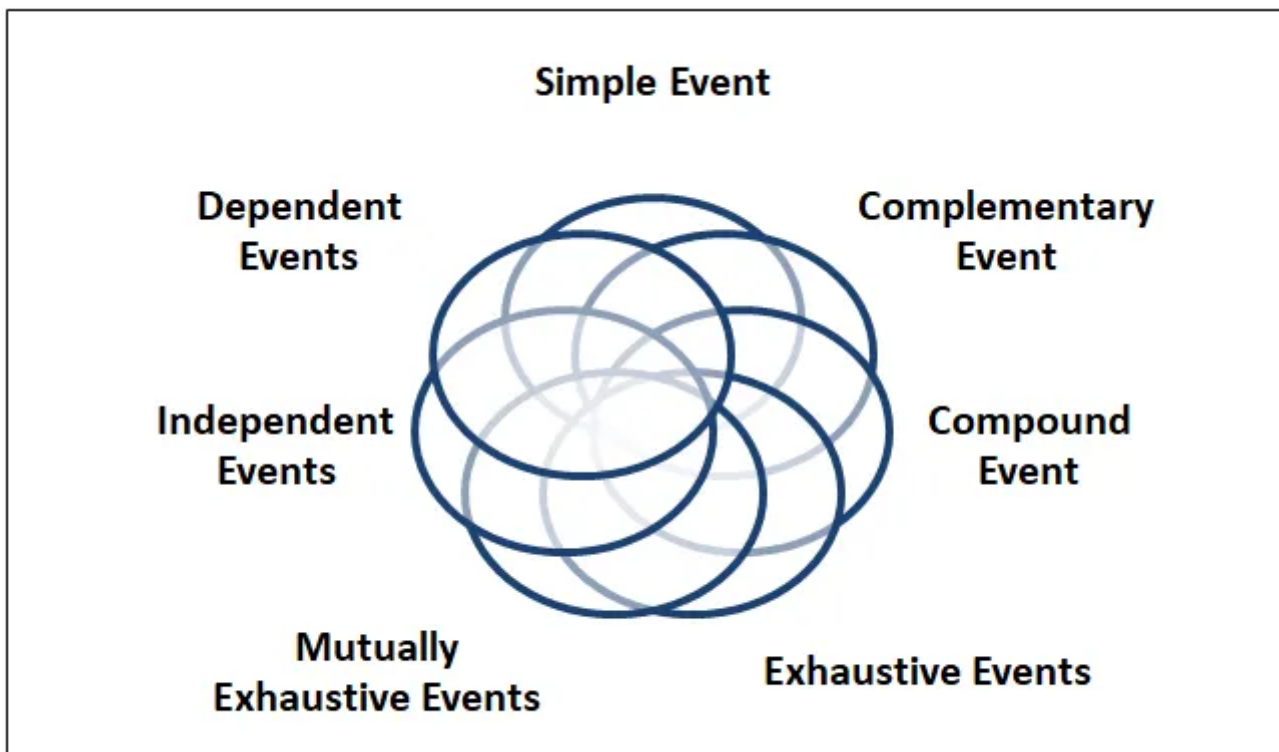 Simple Event
Dependent
Events
Complementary
Event
Independent
Events
Compound
Event
Mutually
Exhaustive Events
Exhaustive Events